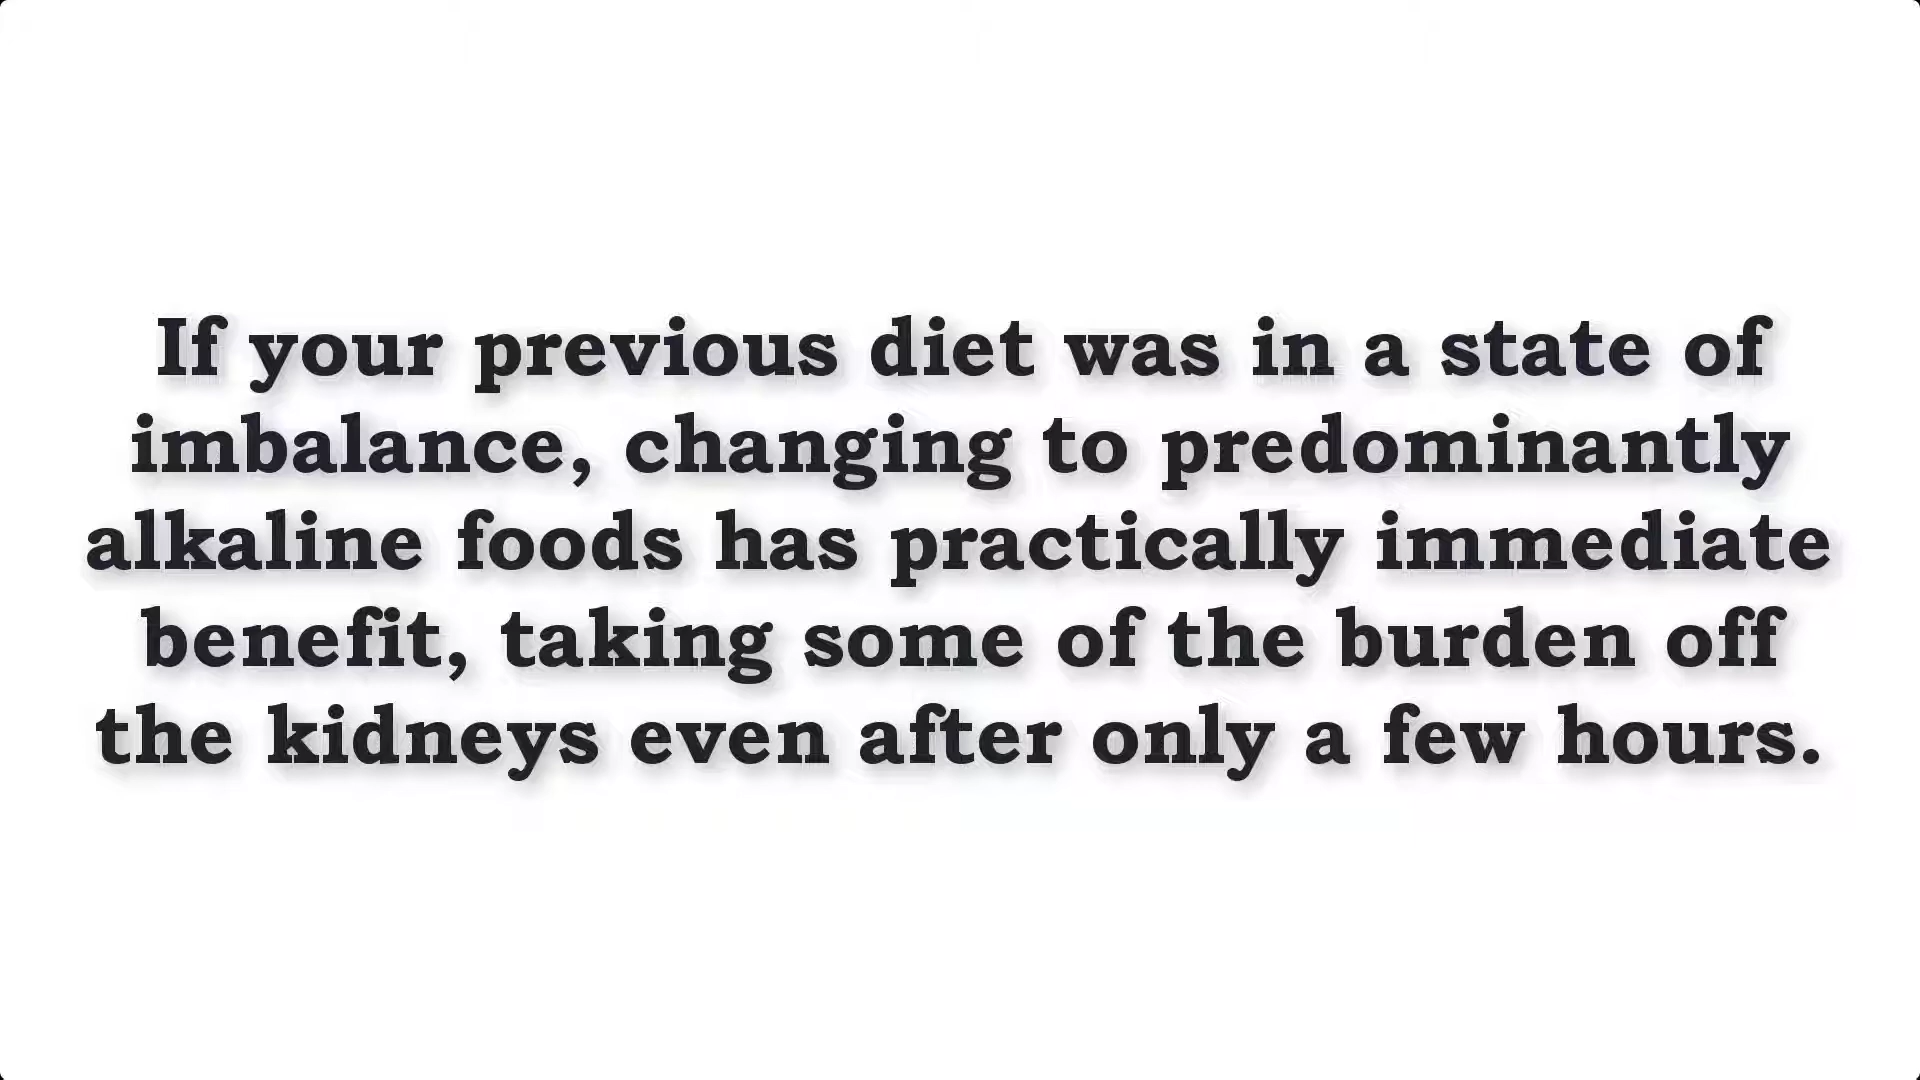 If your previous diet was in a state of
imbalance, changing to predominantly
alkaline foods has practically immediate
benefit, taking some of the burden off
the kidneys even after only a few hours.